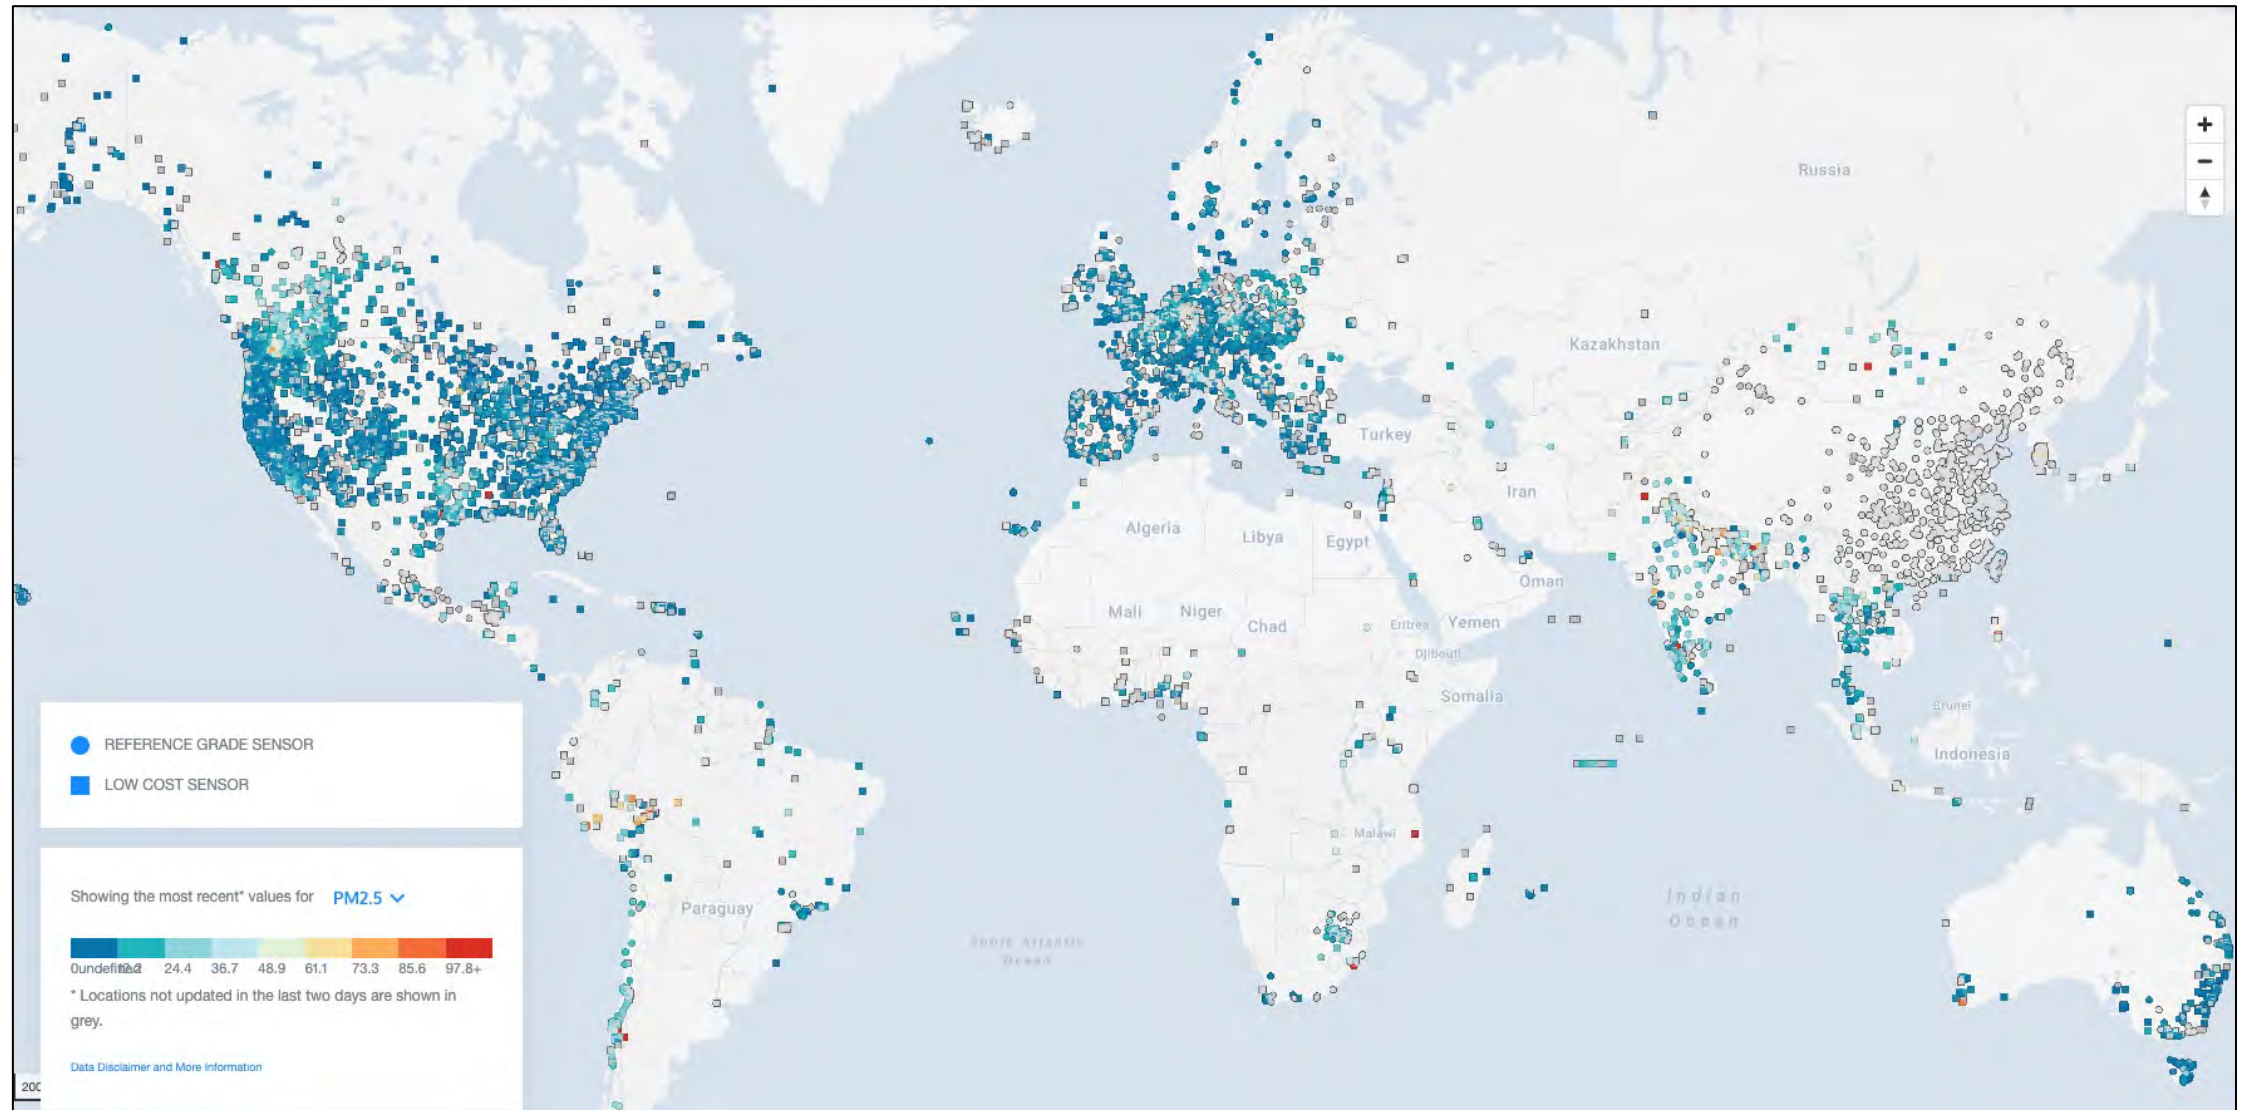 Russia
Kazakhstan
Turkey
Iran
Algeria
Libya
Egypt
Oman
Mali
Niger
Chad
Eritrea
Yemen
Djibouti
Somalia
Brunei
Indonesia
Malawi
Paraguay
Indian
Ocean
South Atlantic
Ocean
REFERENCE GRADE SENSOR
LOW COST SENSOR
Showing the most recent* values for PM2.5
24.4 36.7 48.9 61.1 73.3 85.6 97.8+
* Locations not updated in the last two days are shown in
grey.
Data Disclaimer and More Information